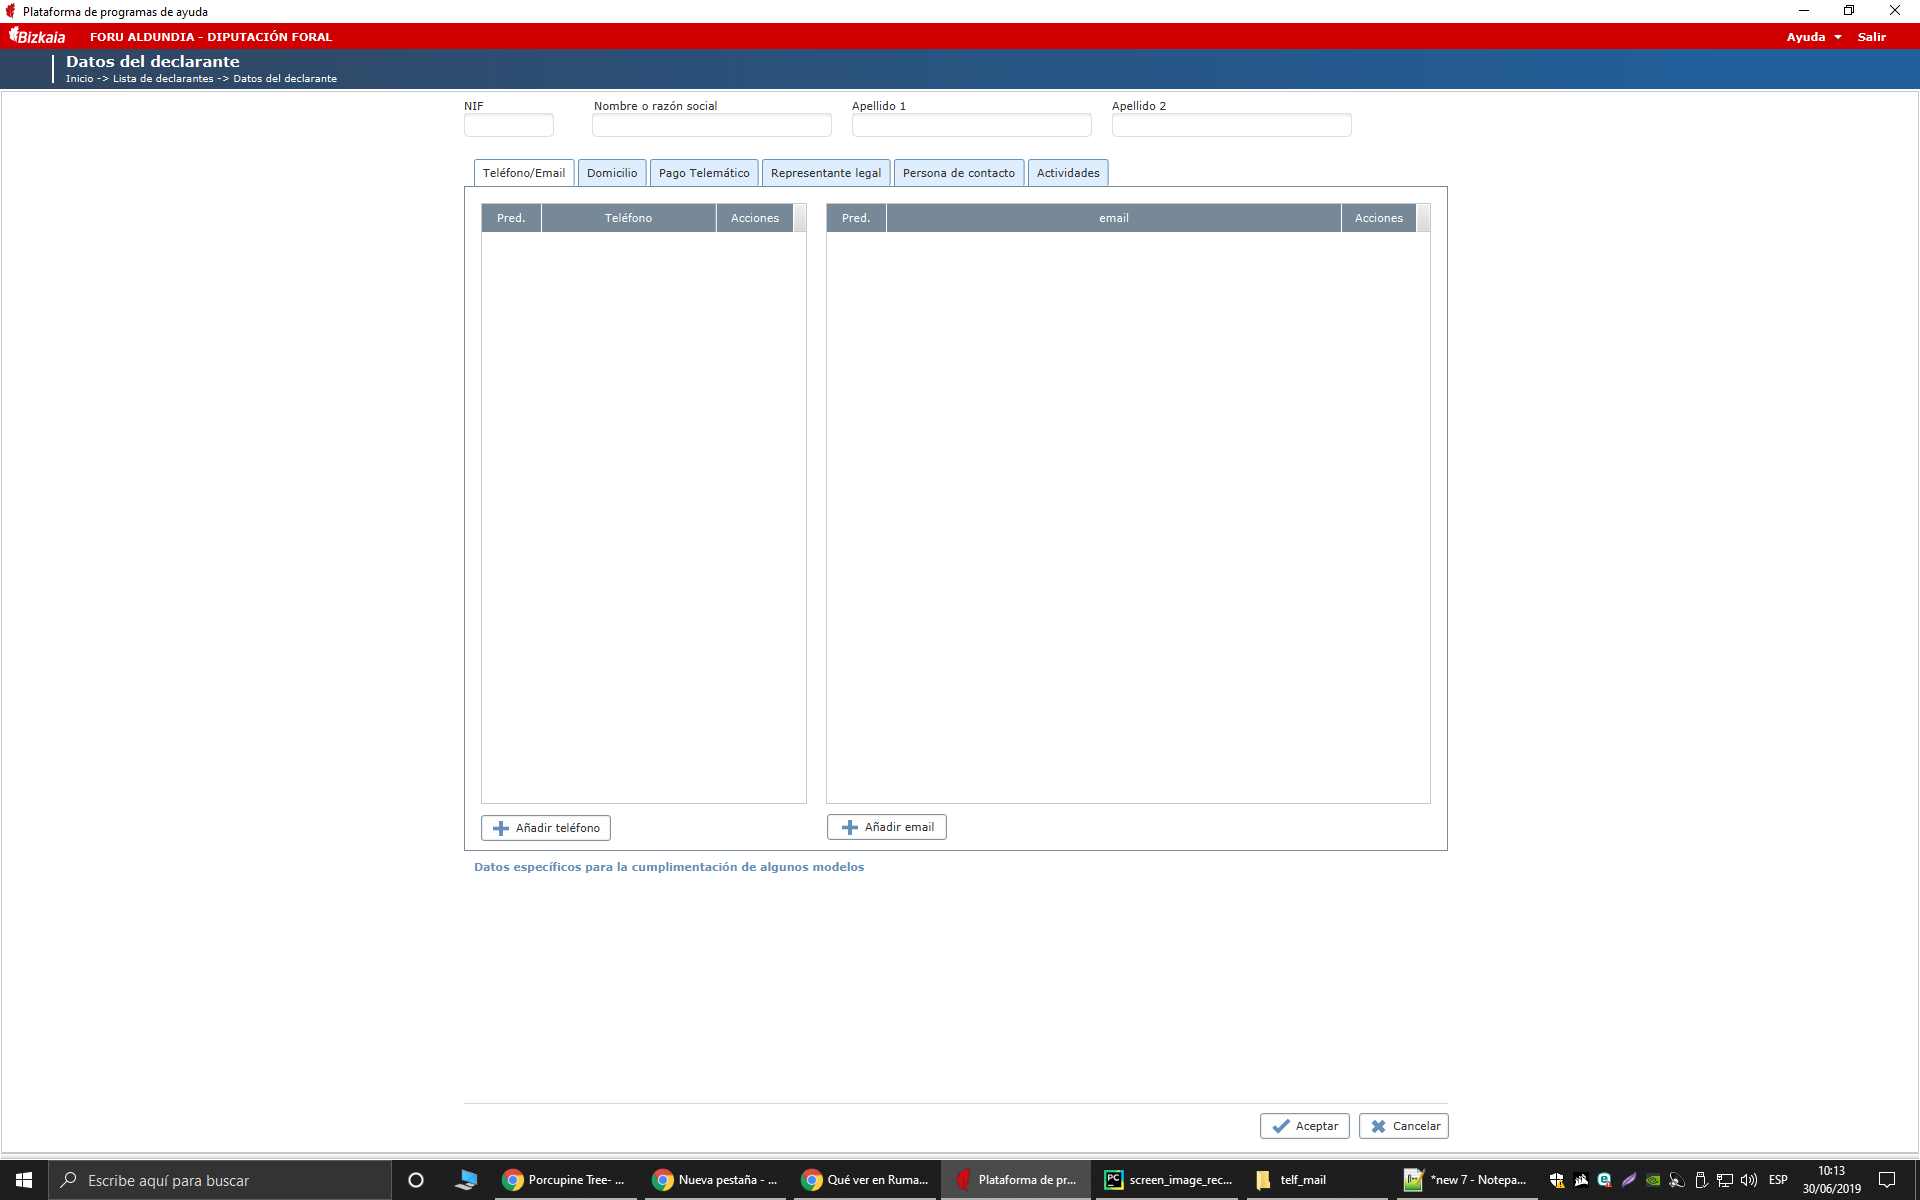 Plataforma de programas de ayuda
Bizkaia FORU ALDUNDIA - DIPUTACIÓN FORAL Ayuda Salir
Datos del declarante
Inicio -> Lista de declarantes -> Datos del declarante
NIF Nombre o razón social Apellido 1 Apellido 2
Teléfono/Email Domicilio Pago Telemático Representante legal Persona de contacto Actividades
Pred. Teléfono Acciones Pred. email Acciones
Añadir teléfono Añadir email
Datos específicos para la cumplimentación de algunos modelos
Aceptar Cancelar
Escribe aquí para buscar Porcupine Tree- ... Nueva pestaña - ... Qué ver en Ruma... Plataforma de pr... PC screen_image_rec... telf_mail *new 7 - Notepa... ESP 10:13
30/06/2019